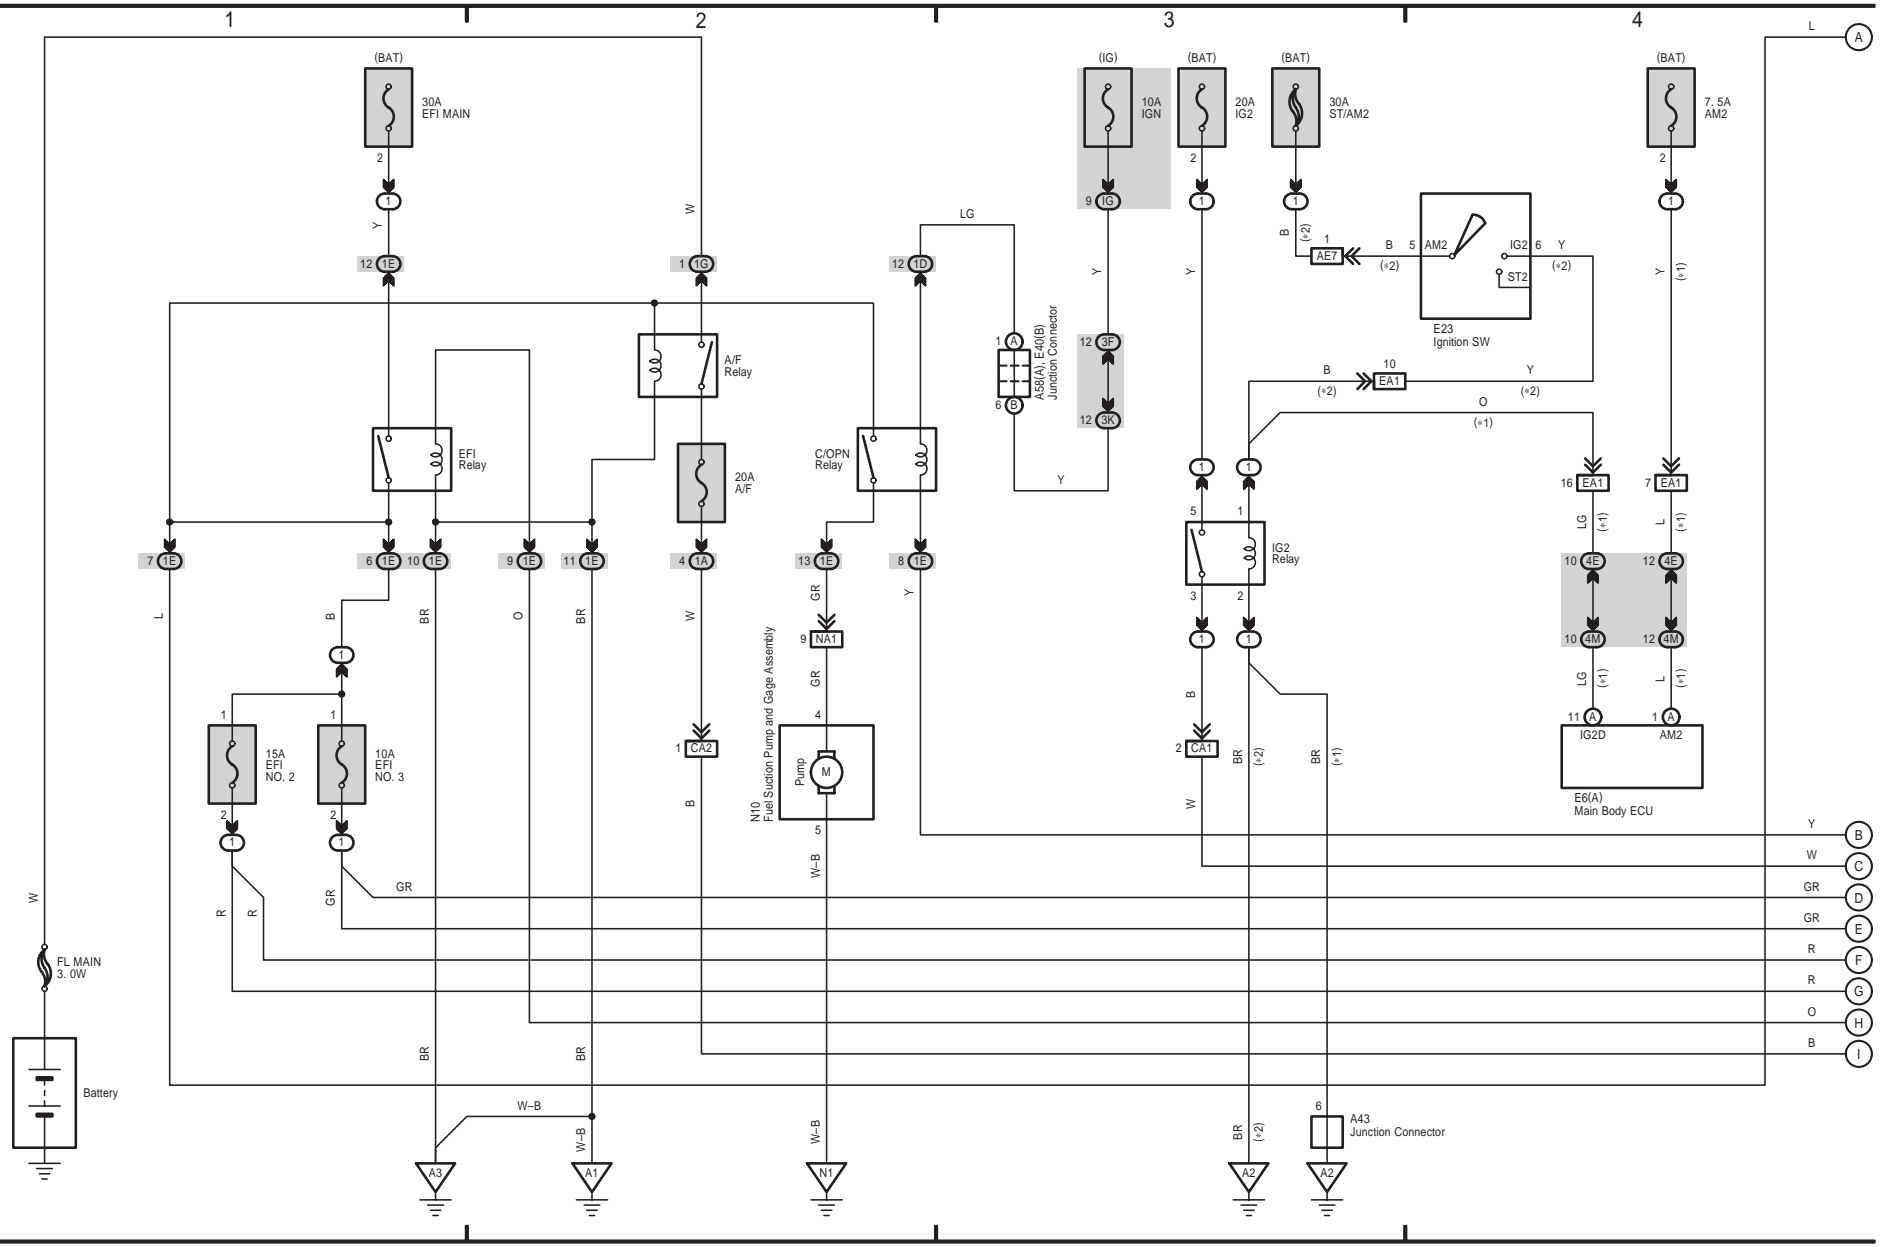 1
2
3
4
L
A
(BAT)
(IG)
(BAT)
(BAT)
(BAT)
30A
EFI MAIN
10A
IGN
20A
IG2
30A
ST/AM2
7. 5A
AM2
2
2
2
1
9 IG
1
1
1
Y
W
LG
B
(*2)
1
AE7
B
(*2)
5
AM2
IG2
6
Y
(*2)
ST2
E23
Ignition SW
Y
(*1)
12 1E
1 1G
12 1D
Y
Y
1 A
6 B
A58(A), E40(B)
Junction Connector
12 3F
12 3K
Y
A/F
Relay
EFI
Relay
20A
A/F
C/OPN
Relay
B
(*2)
10
EA1
Y
(*2)
O
(*1)
1
1
5
1
IG2
Relay
3
2
1
1
16 EA1
7 EA1
LG
(*1)
L
(*1)
10 4E
12 4E
10 4M
12 4M
LG
(*1)
L
(*1)
11 A
1 A
IG2D
AM2
E6(A)
Main Body ECU
7 1E
6 1E
10 1E
9 1E
11 1E
4 1A
13 1E
8 1E
L
B
BR
O
BR
W
GR
Y
9 NA1
GR
4
N10
Fuel Suction Pump and Gage Assembly
Pump
M
5
W–B
1
1
1
15A
EFI
NO. 2
10A
EFI
NO. 3
2
2
1
1
1 CA2
B
B
2 CA1
W
BR
(*2)
BR
(*1)
R
R
GR
GR
Y
B
W
C
GR
D
GR
E
R
F
R
G
O
H
B
I
W
FL MAIN
3. 0W
Battery
BR
BR
W–B
W–B
W–B
BR
(*2)
6
A43
Junction Connector
A3
A1
N1
A2
A2